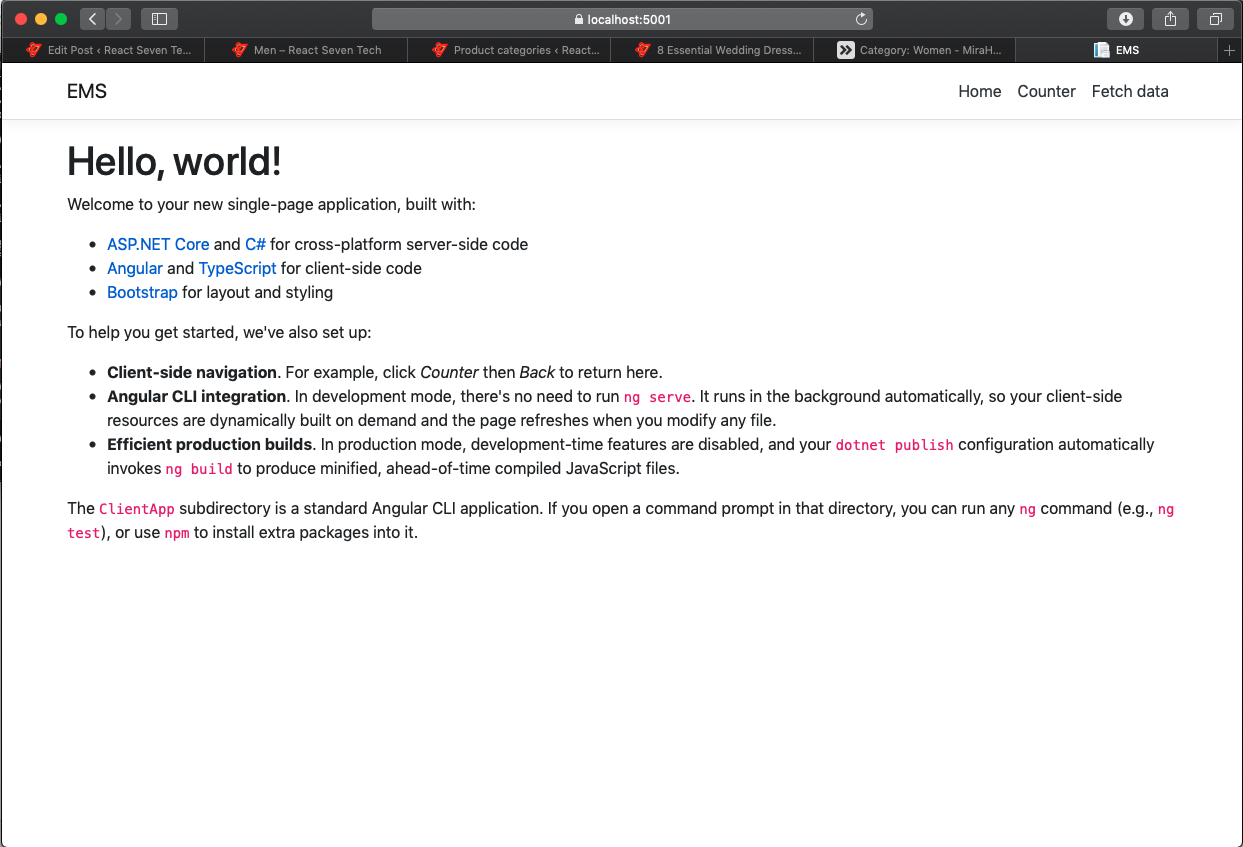 localhost:5001
Edit Post ‹ React Seven Te...
Men – React Seven Tech
Product categories ‹ React...
8 Essential Wedding Dress...
Category: Women - MiraH...
EMS
EMS
Home Counter Fetch data
Hello, world!
Welcome to your new single-page application, built with:
• ASP.NET Core and C# for cross-platform server-side code
• Angular and TypeScript for client-side code
• Bootstrap for layout and styling
To help you get started, we've also set up:
• Client-side navigation. For example, click Counter then Back to return here.
• Angular CLI integration. In development mode, there's no need to run ng serve. It runs in the background automatically, so your client-side
resources are dynamically built on demand and the page refreshes when you modify any file.
• Efficient production builds. In production mode, development-time features are disabled, and your dotnet publish configuration automatically
invokes ng build to produce minified, ahead-of-time compiled JavaScript files.
The ClientApp subdirectory is a standard Angular CLI application. If you open a command prompt in that directory, you can run any ng command (e.g., ng
test), or use npm to install extra packages into it.